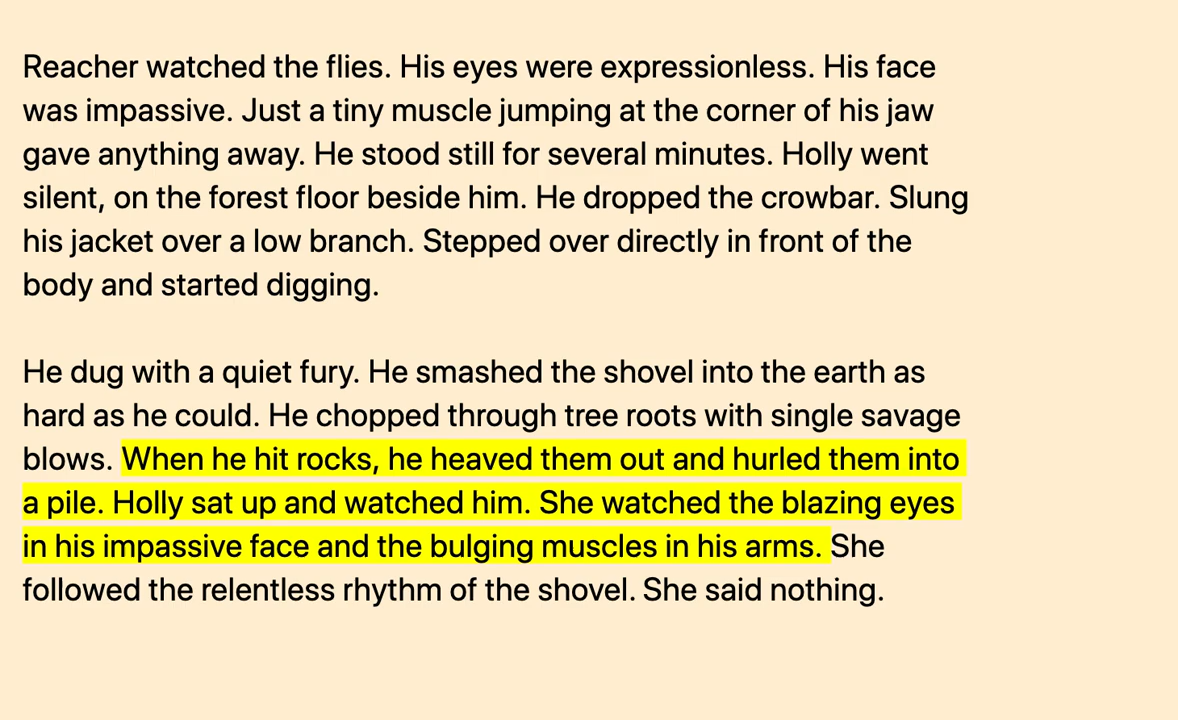 Reacher watched the flies. His eyes were expressionless. His face
was impassive. Just a tiny muscle jumping at the corner of his jaw
gave anything away. He stood still for several minutes. Holly went
silent, on the forest floor beside him. He dropped the crowbar. Slung
his jacket over a low branch. Stepped over directly in front of the
body and started digging.
He dug with a quiet fury. He smashed the shovel into the earth as
hard as he could. He chopped through tree roots with single savage
blows. When he hit rocks, he heaved them out and hurled them into
a pile. Holly sat up and watched him. She watched the blazing eyes
in his impassive face and the bulging muscles in his arms. She
followed the relentless rhythm of the shovel. She said nothing.